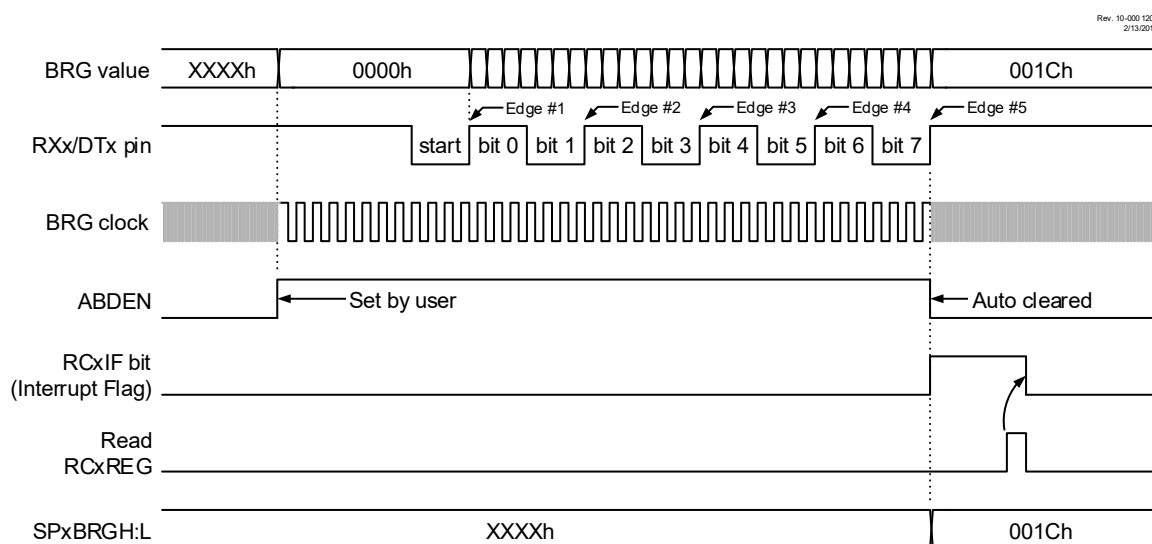 Rev. 10-000 120
2/13/201
BRG value XXXXh 0000h 001Ch
Edge #1 Edge #2 Edge #3 Edge #4 Edge #5
RXx/DTx pin start bit 0 bit 1 bit 2 bit 3 bit 4 bit 5 bit 6 bit 7
BRG clock
ABDEN Set by user Auto cleared
RCxIF bit
(Interrupt Flag)
Read
RCxREG
SPxBRGH:L XXXXh 001Ch